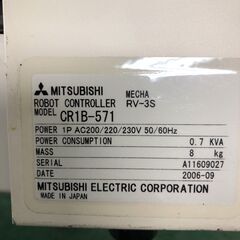 MITSUBISHI MECHA
ROBOT CONTROLLER RV-3S
MODEL CR1B-571
POWER 1P AC200/220/230V 50/60Hz
POWER CONSUMPTION 0.7 KVA
MASS 8 kg
SERIAL A11609027
DATE 2006-09
MITSUBISHI ELECTRIC CORPORATION
MADE IN JAPAN